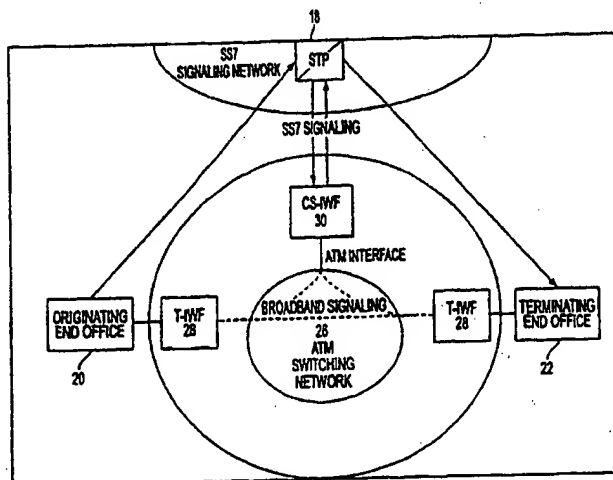 18
SS7
SIGNALING NETWORK
STP
SS7 SIGNALING
CS-IWF
30
ATM INTERFACE
BROADBAND SIGNALING
ORIGINATING
END OFFICE
20
T-IWF
28
26
ATM
SWITCHING
NETWORK
T-IWF
28
TERMINATING
END OFFICE
22